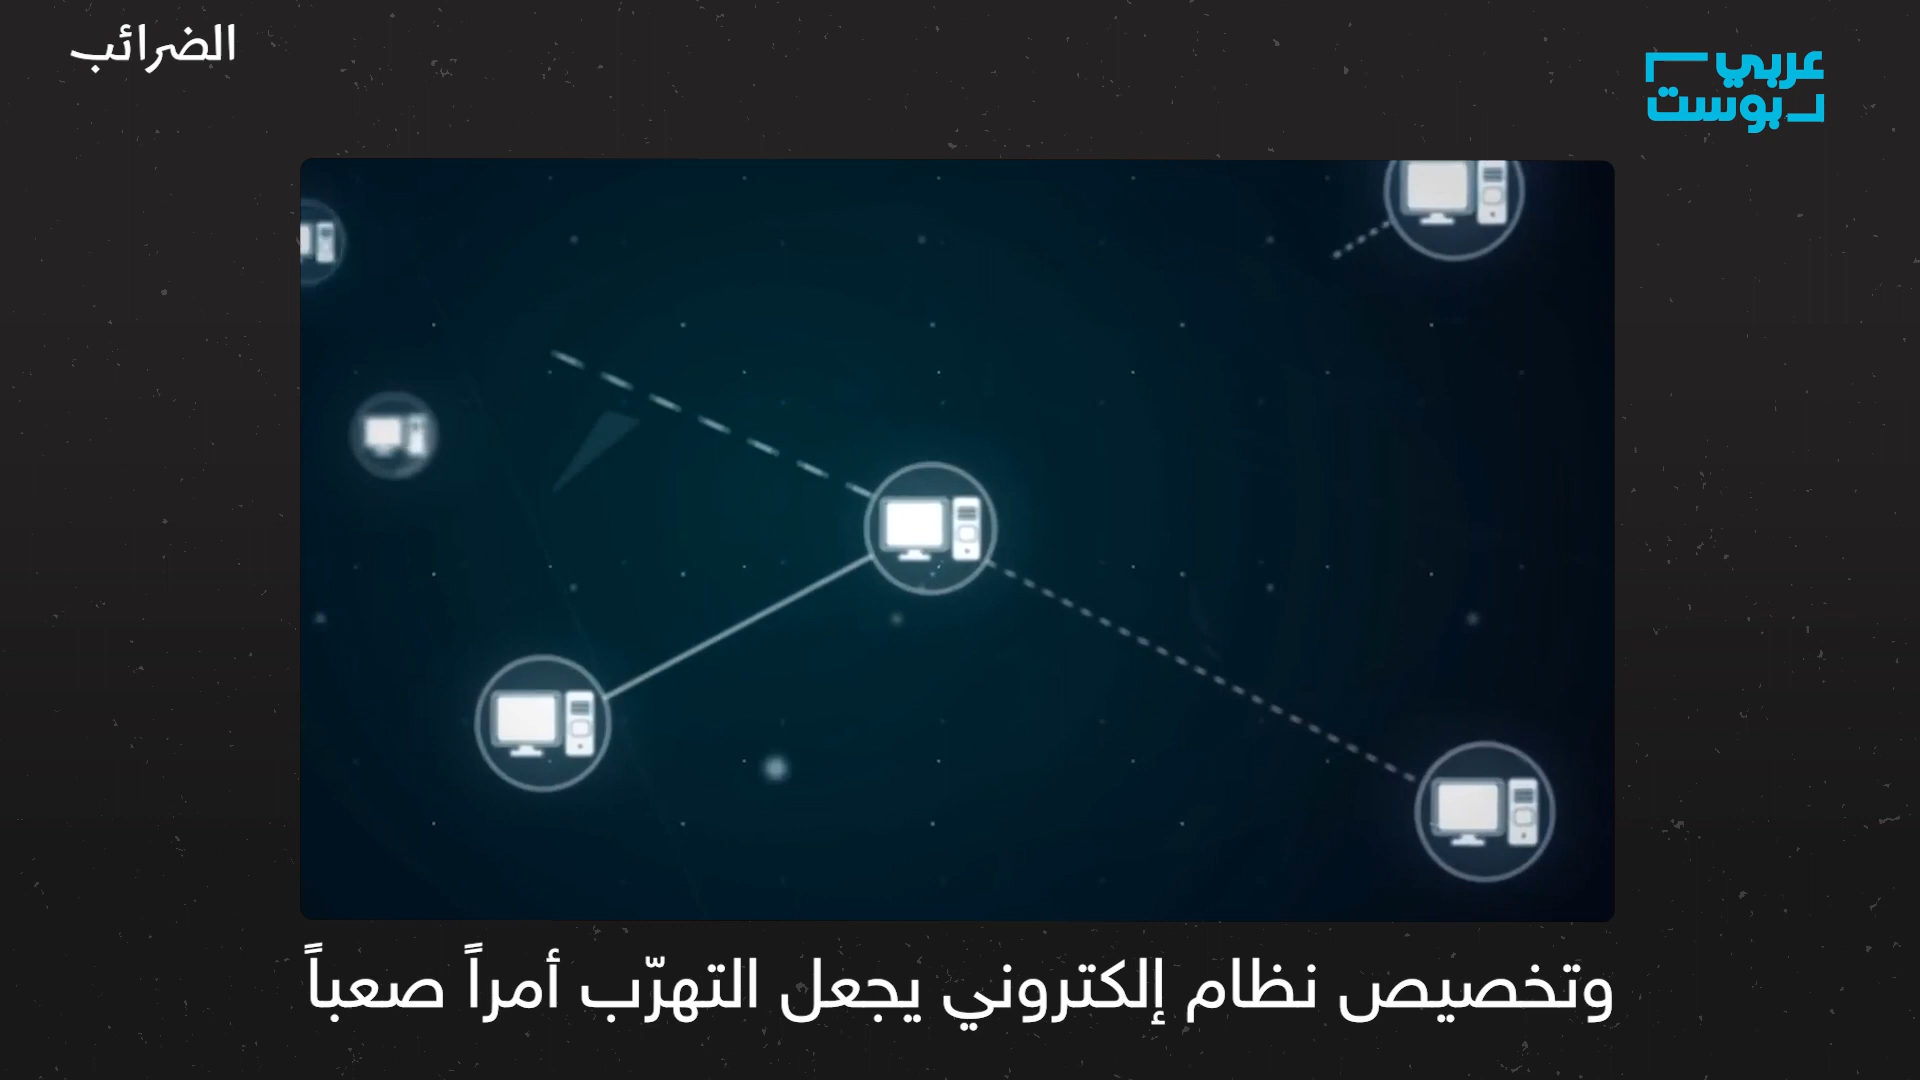 الضرائب
عربي
بوست
وتخصيص نظام إلكتروني يجعل التهرّب أمراً صعباً